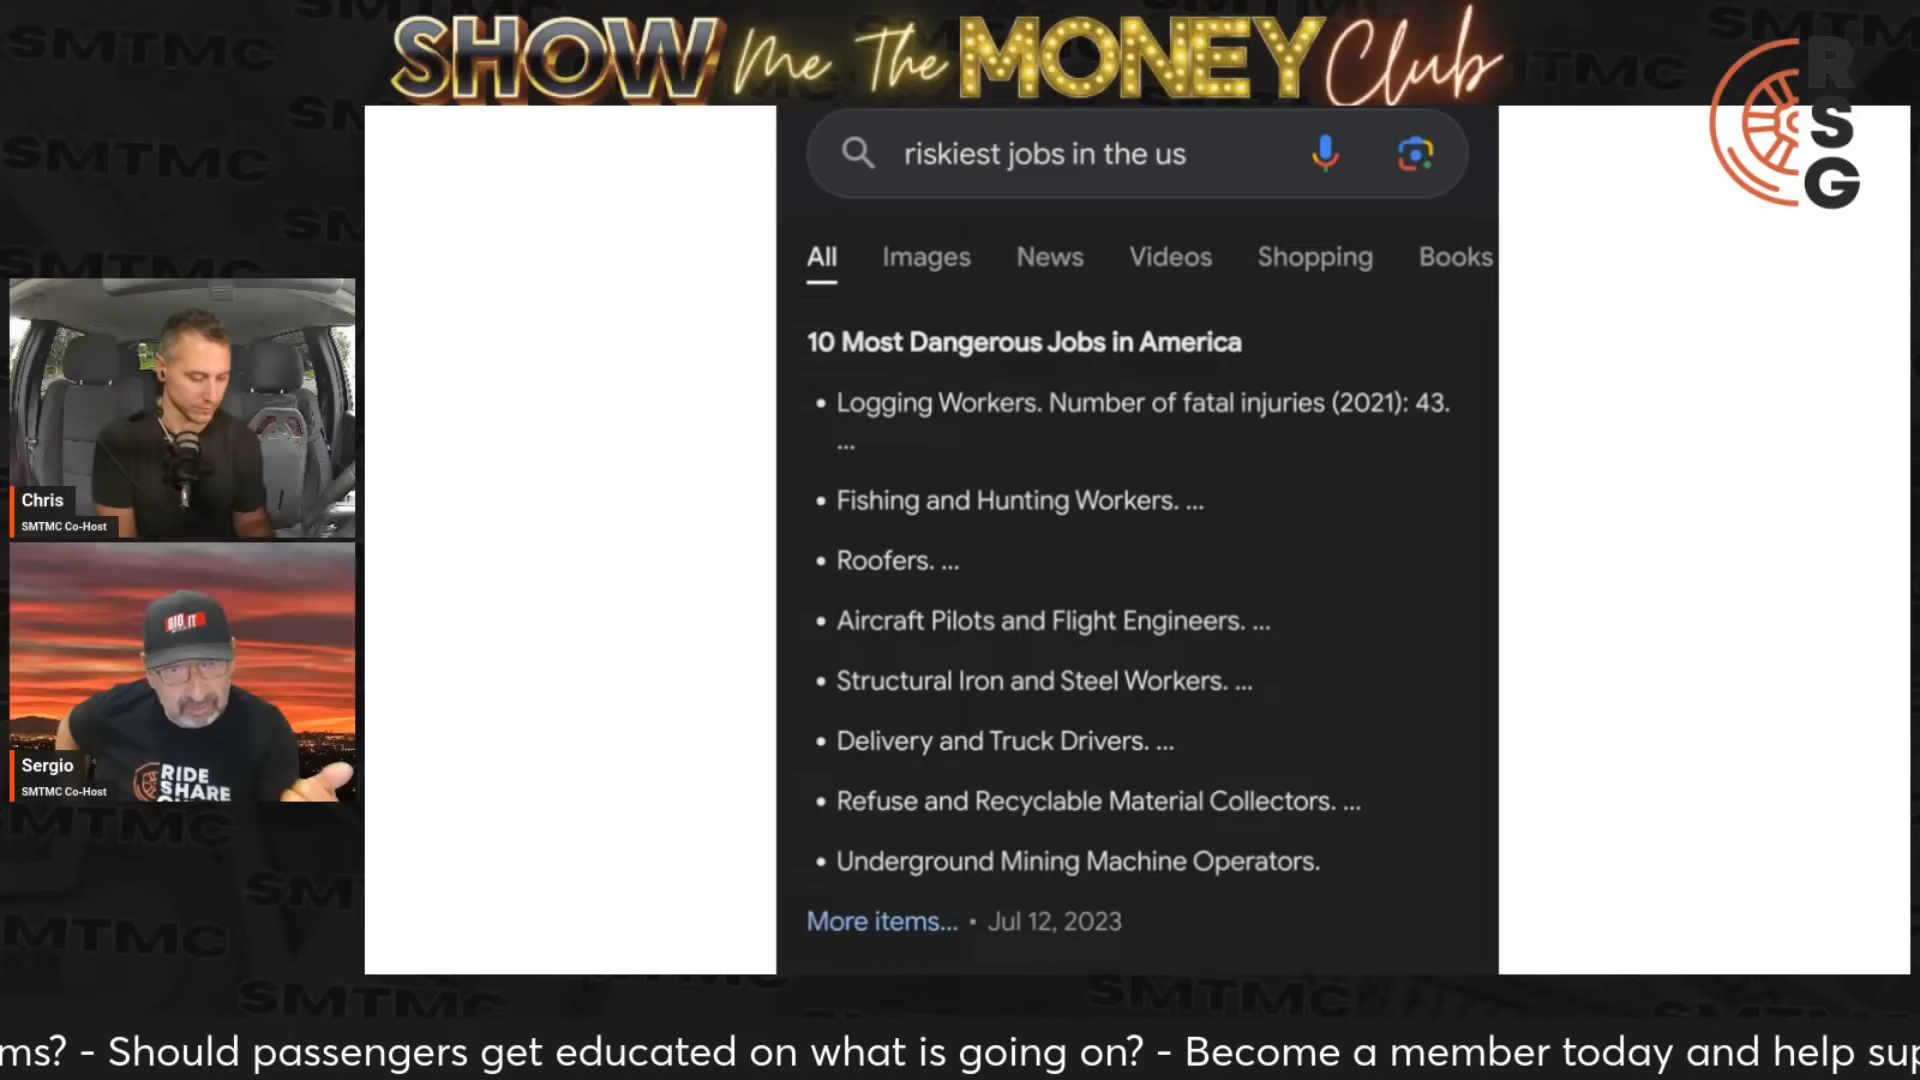 SHOW Me The MONEY Club
RSG
riskiest jobs in the us
All Images News Videos Shopping Books
10 Most Dangerous Jobs in America
• Logging Workers. Number of fatal injuries (2021): 43.
...
• Fishing and Hunting Workers. ...
• Roofers. ...
• Aircraft Pilots and Flight Engineers. ...
• Structural Iron and Steel Workers. ...
• Delivery and Truck Drivers. ...
• Refuse and Recyclable Material Collectors. ...
• Underground Mining Machine Operators.
More items... • Jul 12, 2023
Chris
SMTMC Co-Host
BIG IT
RIDE
SHARE
Sergio
SMTMC Co-Host
SMTMC
ms? - Should passengers get educated on what is going on? - Become a member today and help sup